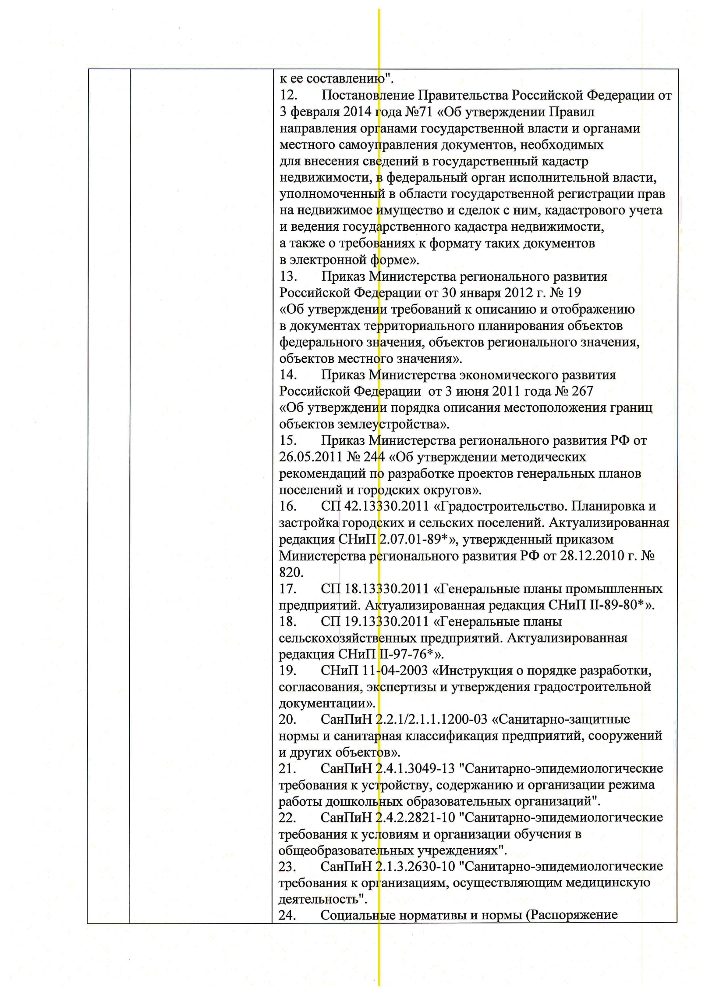 к ее составлению".
12. Постановление Правительства Российской Федерации от
3 февраля 2014 года №71 «Об утверждении Правил
направления органами государственной власти и органами
местного самоуправления документов, необходимых
для внесения сведений в государственный кадастр
недвижимости, в федеральный орган исполнительной власти,
уполномоченный в области государственной регистрации прав
на недвижимое имущество и сделок с ним, кадастрового учета
и ведения государственного кадастра недвижимости,
а также о требованиях к формату таких документов
в электронной форме».
13. Приказ Министерства регионального развития
Российской Федерации от 30 января 2012 г. № 19
«Об утверждении требований к описанию и отображению
в документах территориального планирования объектов
федерального значения, объектов регионального значения,
объектов местного значения».
14. Приказ Министерства экономического развития
Российской Федерации от 3 июня 2011 года № 267
«Об утверждении порядка описания местоположения границ
объектов землеустройства».
15. Приказ Министерства регионального развития РФ от
26.05.2011 № 244 «Об утверждении методических
рекомендаций по разработке проектов генеральных планов
поселений и городских округов».
16. СП 42.13330.2011 «Градостроительство. Планировка и
застройка городских и сельских поселений. Актуализированная
редакция СНиП 2.07.01-89*», утвержденный приказом
Министерства регионального развития РФ от 28.12.2010 г. №
820.
17. СП 18.13330.2011 «Генеральные планы промышленных
предприятий. Актуализированная редакция СНиП II-89-80*».
18. СП 19.13330.2011 «Генеральные планы
сельскохозяйственных предприятий. Актуализированная
редакция СНиП II-97-76*».
19. СНиП 11-04-2003 «Инструкция о порядке разработки,
согласования, экспертизы и утверждения градостроительной
документации».
20. СанПиН 2.2.1/2.1.1.1200-03 «Санитарно-защитные
нормы и санитарная классификация предприятий, сооружений
и других объектов».
21. СанПиН 2.4.1.3049-13 "Санитарно-эпидемиологические
требования к устройству, содержанию и организации режима
работы дошкольных образовательных организаций".
22. СанПиН 2.4.2.2821-10 "Санитарно-эпидемиологические
требования к условиям и организации обучения в
общеобразовательных учреждениях".
23. СанПиН 2.1.3.2630-10 "Санитарно-эпидемиологические
требования к организациям, осуществляющим медицинскую
деятельность".
24. Социальные нормативы и нормы (Распоряжение